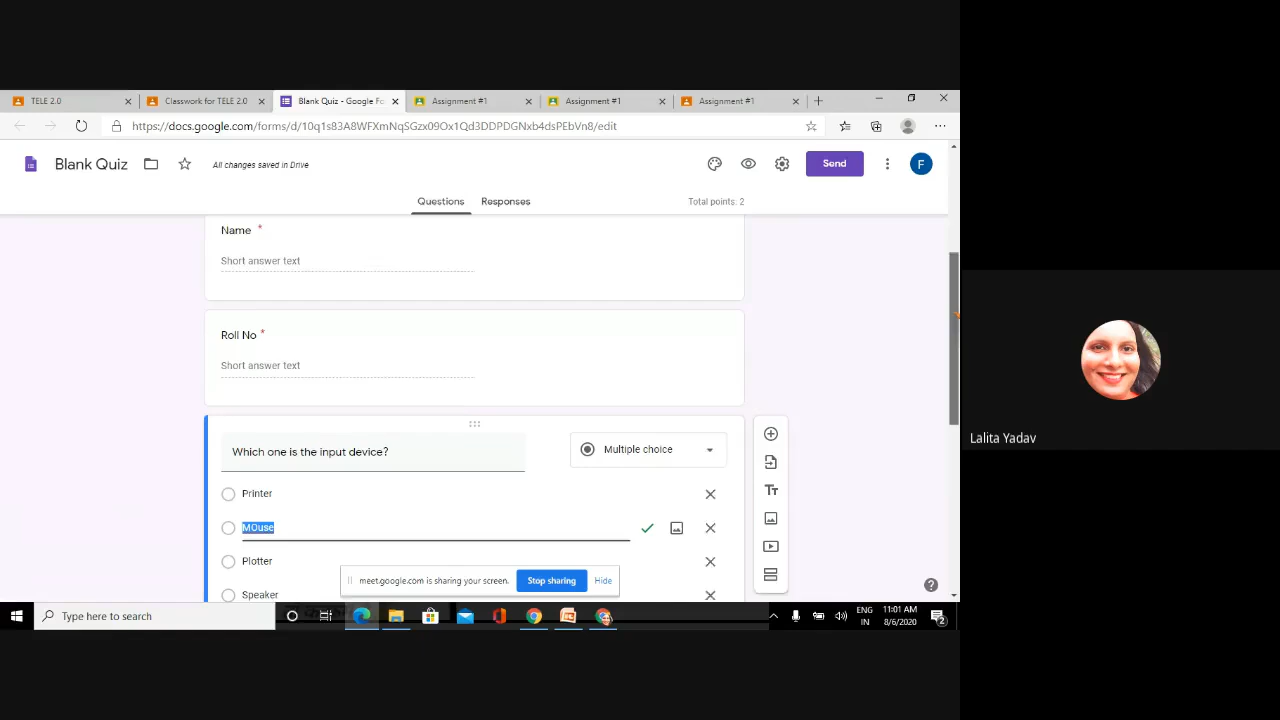 TELE 2.0
Classwork for TELE 2.0
Blank Quiz - Google Fo
Assignment #1
Assignment #1
Assignment #1
https://docs.google.com/forms/d/10q1s83A8WFXmNqSGzx09Ox1Qd3DDPDGNxb4dsPEbVn8/edit
Blank Quiz
All changes saved in Drive
Send
F
Questions
Responses
Total points: 2
Name *
Short answer text
Roll No *
Short answer text
Which one is the input device?
Multiple choice
Printer
MOuse
Plotter
Speaker
meet.google.com is sharing your screen.
Stop sharing
Hide
Lalita Yadav
Type here to search
ENG
IN
11:01 AM
8/6/2020
2